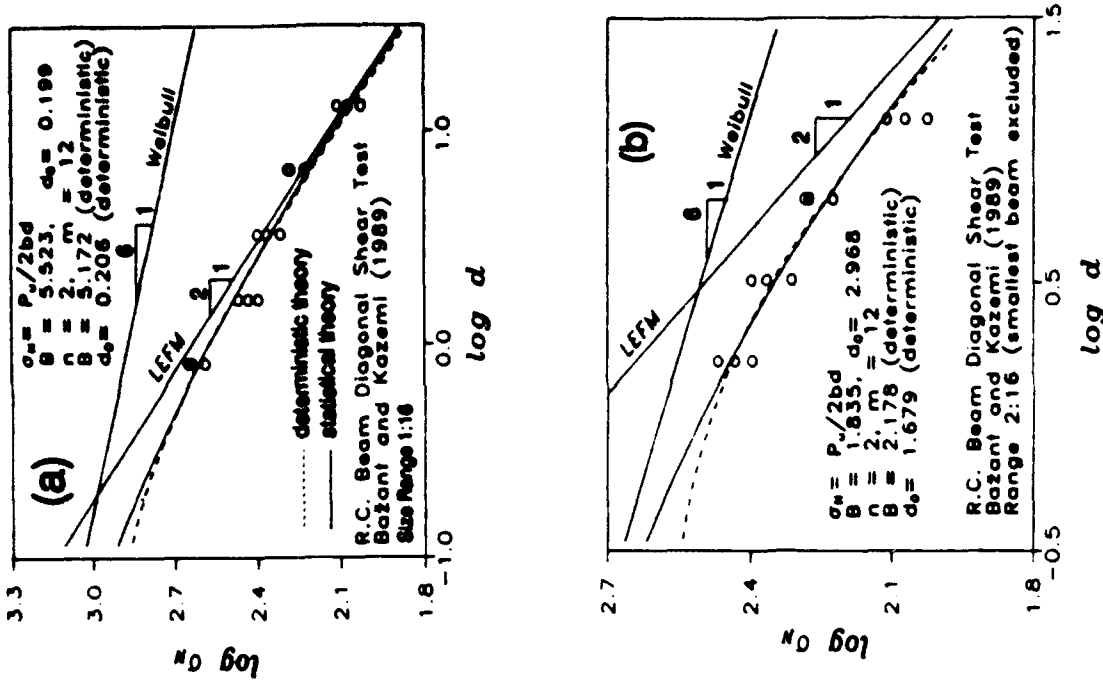 (a)
σN= Pu/2bd
B = 5.523, d₀= 0.199
n = 2, m = 12
B = 5.172 (deterministic)
d₀= 0.206 (deterministic)
Weibull
6
1
LEFM
2
1
deterministic theory
statistical theory
R.C. Beam Diagonal Shear Test
Bažant and Kazemi (1989)
Size Range 1:16
3.3
3.0
2.7
2.4
2.1
1.8
log σN
-1.0
0.0
1.0
log d
(b)
LEFM
Weibull
6
1
2
1
σN= Pu/2bd
B = 1.835, d₀= 2.968
n = 2, m = 12
B = 2.178 (deterministic)
d₀= 1.679 (deterministic)
R.C. Beam Diagonal Shear Test
Bažant and Kazemi (1989)
Range 2:16 (smallest beam excluded)
2.7
2.4
2.1
1.8
log σN
-0.5
0.5
1.5
log d